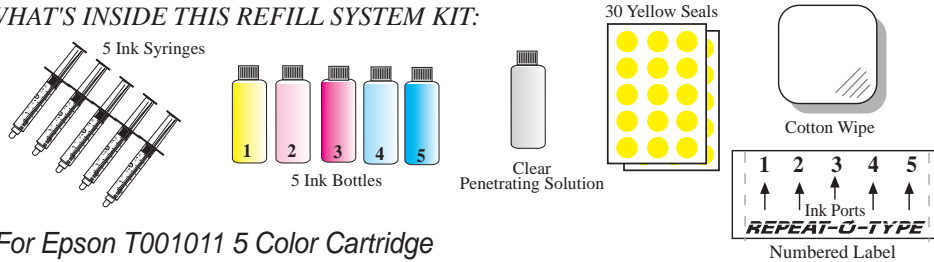 WHAT'S INSIDE THIS REFILL SYSTEM KIT:
30 Yellow Seals
5 Ink Syringes
1 2 3 4 5
5 Ink Bottles
Clear
Penetrating Solution
Cotton Wipe
1 2 3 4 5
Ink Ports
REPEAT-O-TYPE
Numbered Label
For Epson T001011 5 Color Cartridge